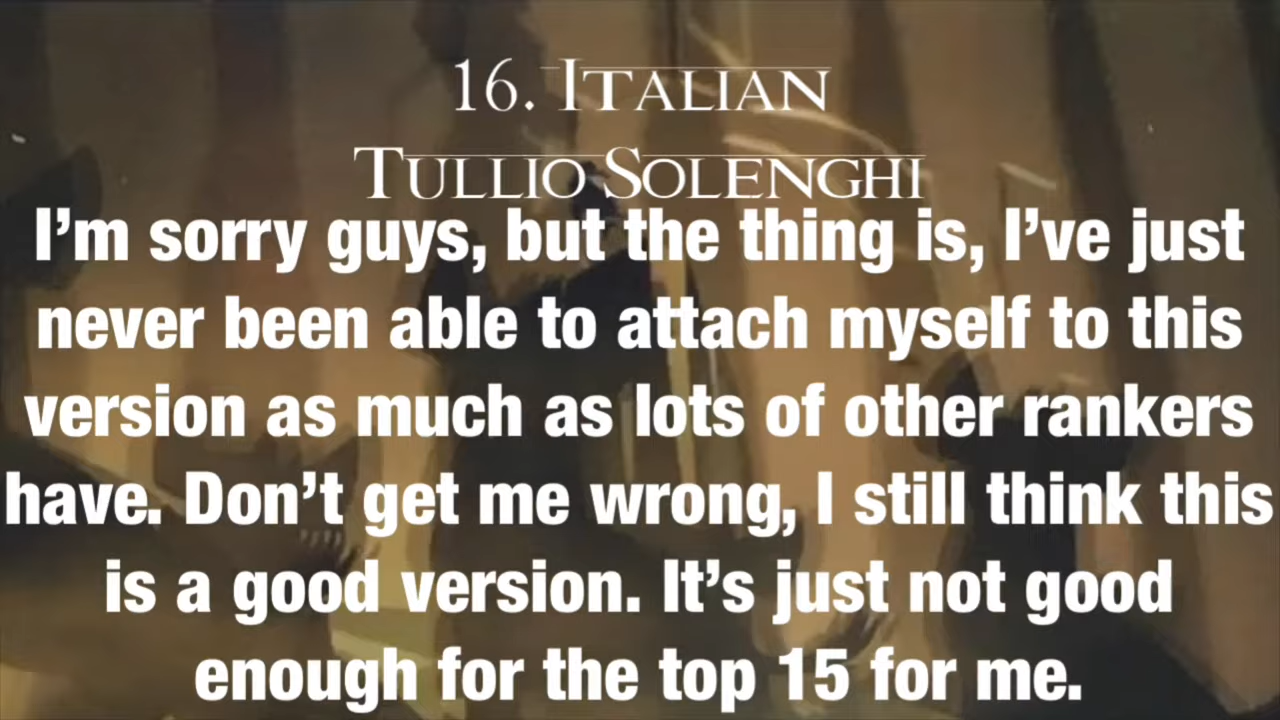 16. Italian
Tullio Solenghi
I’m sorry guys, but the thing is, I’ve just
never been able to attach myself to this
version as much as lots of other rankers
have. Don’t get me wrong, I still think this
is a good version. It’s just not good
enough for the top 15 for me.